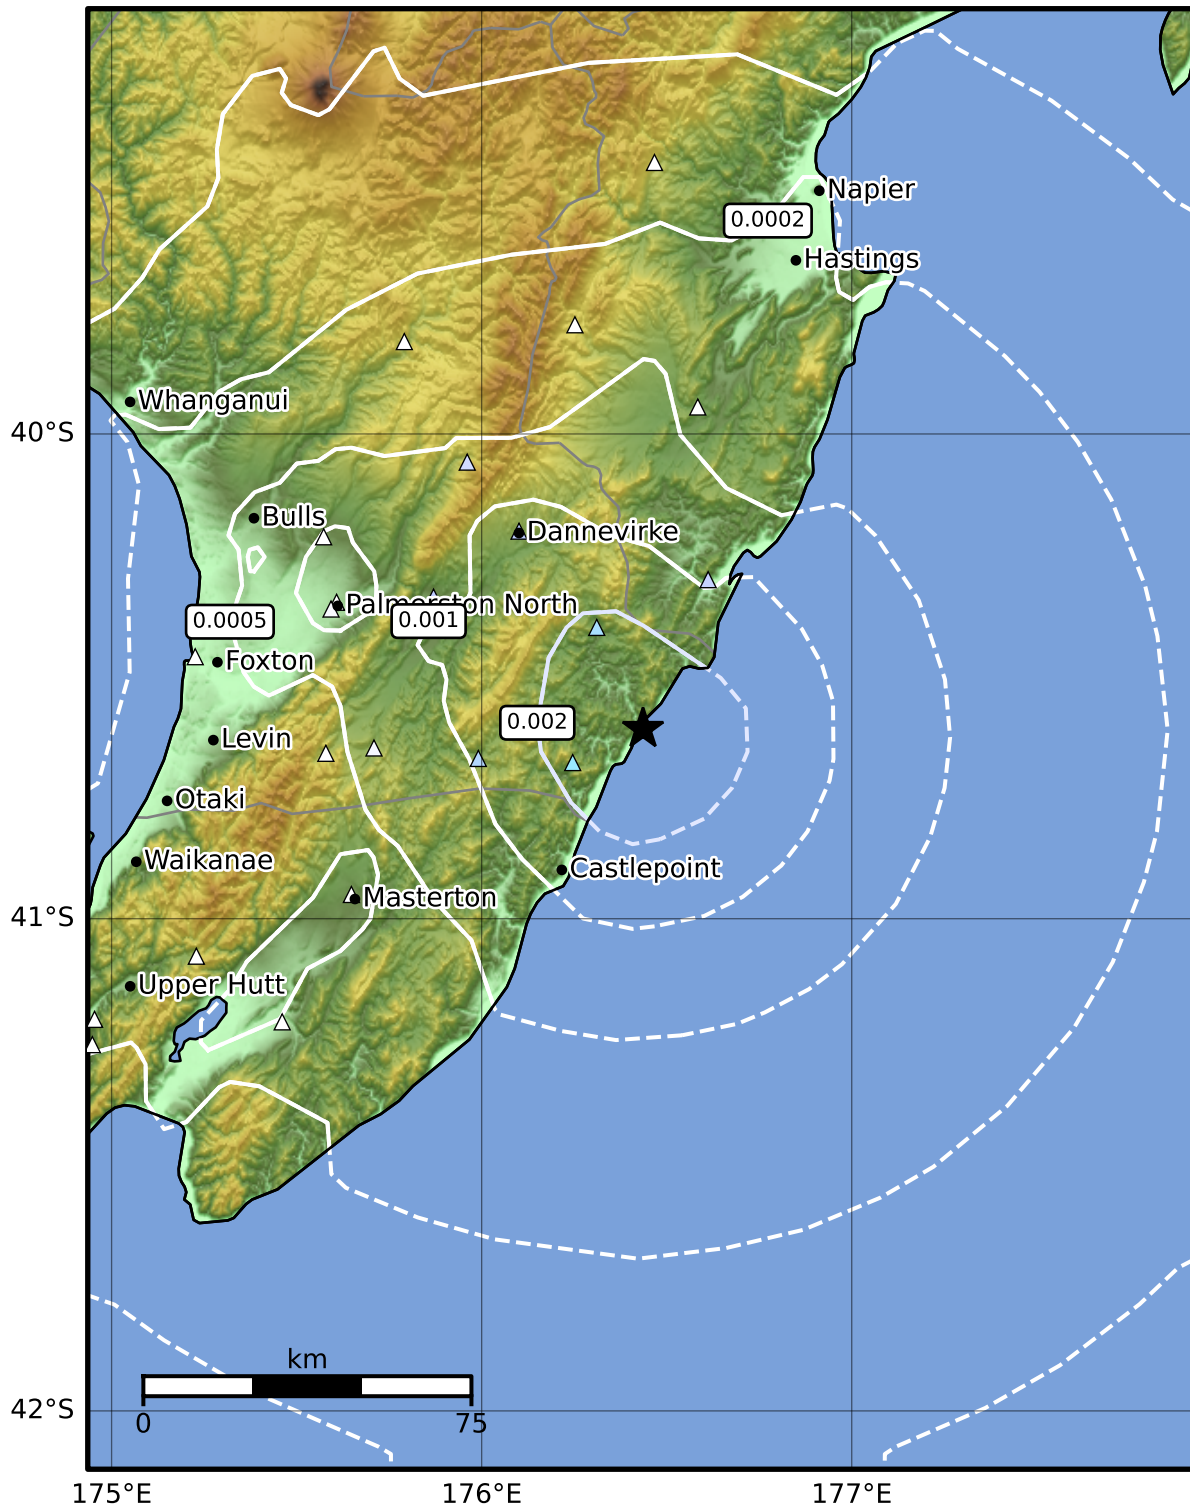 Napier
0.0002
Hastings
Whanganui
40°S
Bulls
Dannevirke
Palmerston North
0.0005
0.001
Foxton
0.002
Levin
Otaki
Waikanae
Castlepoint
Masterton
41°S
Upper Hutt
km
0 75
42°S
175°E 176°E 177°E